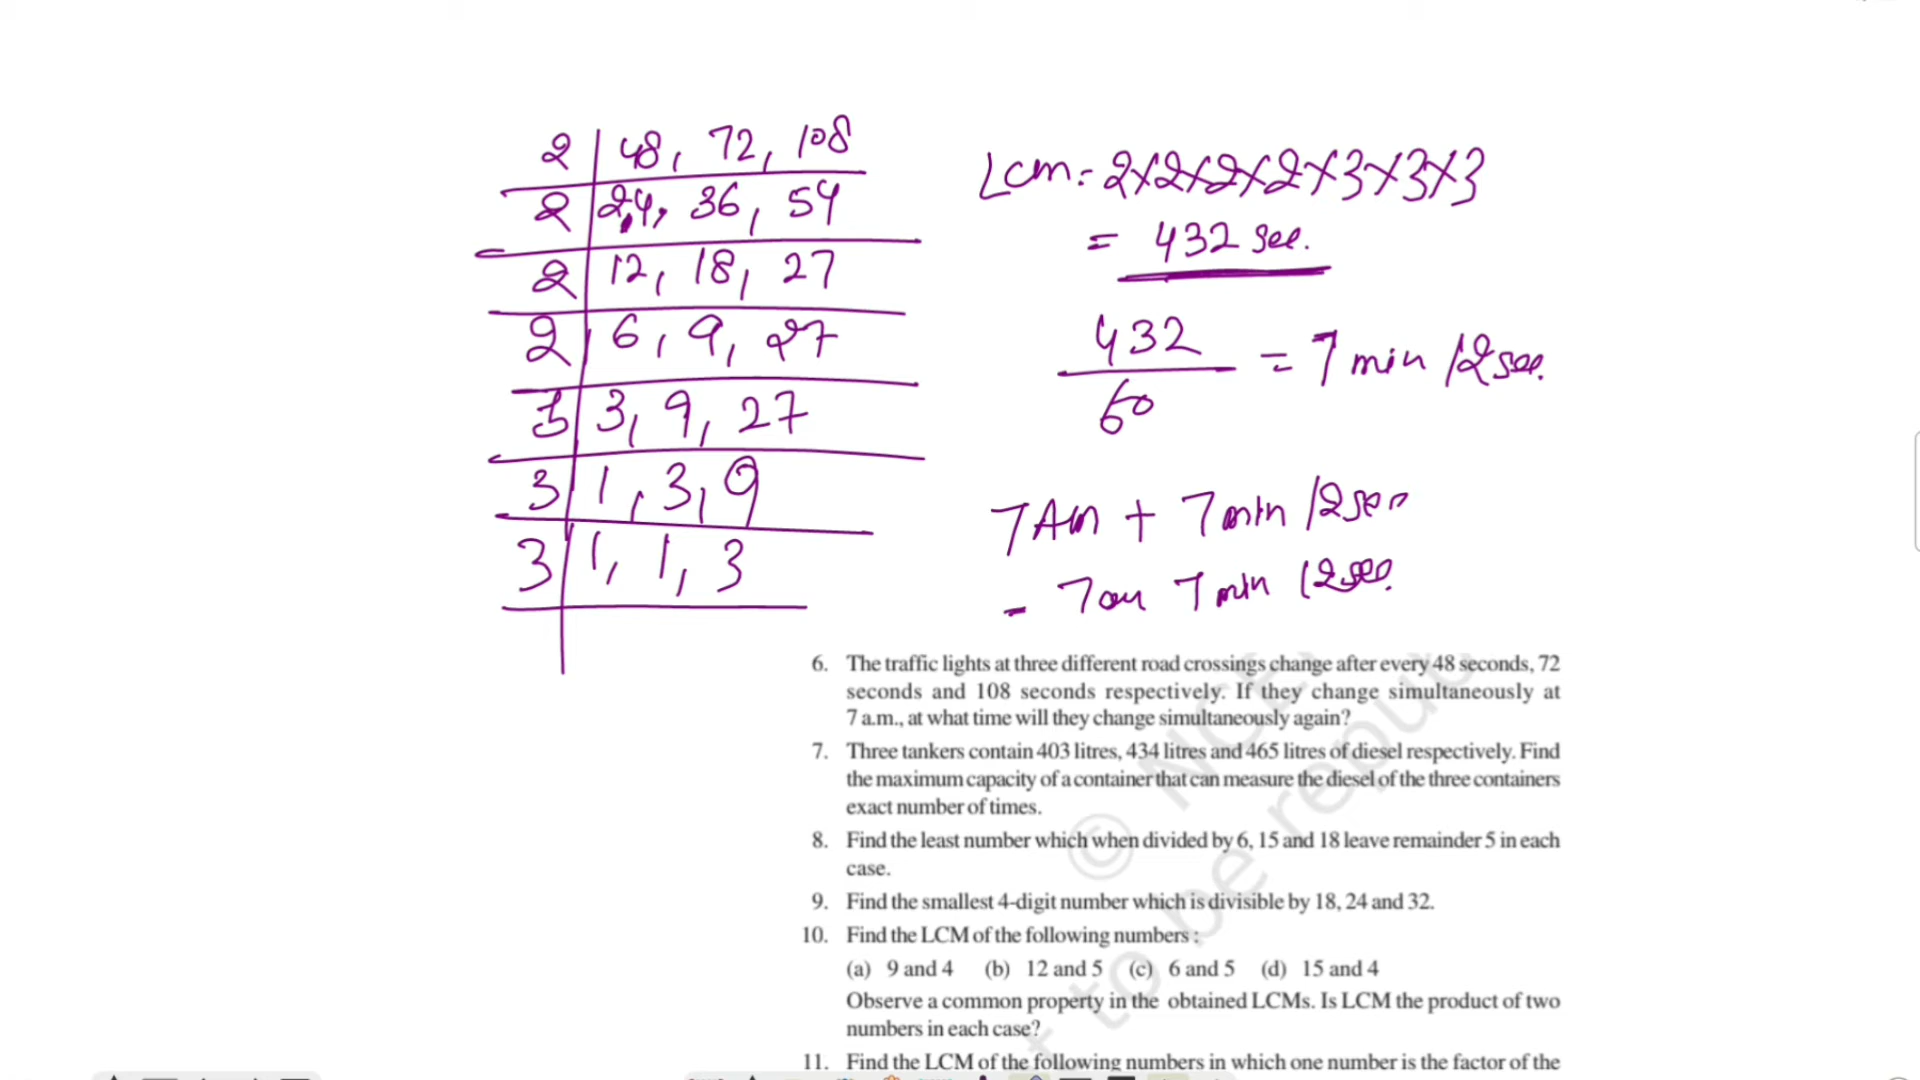 2 | 48, 72, 108
2 | 24, 36, 54
2 | 12, 18, 27
2 | 6, 9, 27
3 | 3, 9, 27
3 | 1, 3, 9
3 | 1, 1, 3
Lcm = 2×2×2×2×3×3×3
= 432 sec.
432/60 = 7 min 12 sec.
7 Am + 7 min 12 sec
= 7 am 7 min 12 sec.
6. The traffic lights at three different road crossings change after every 48 seconds, 72
seconds and 108 seconds respectively. If they change simultaneously at
7 a.m., at what time will they change simultaneously again?
7. Three tankers contain 403 litres, 434 litres and 465 litres of diesel respectively. Find
the maximum capacity of a container that can measure the diesel of the three containers
exact number of times.
8. Find the least number which when divided by 6, 15 and 18 leave remainder 5 in each
case.
9. Find the smallest 4-digit number which is divisible by 18, 24 and 32.
10. Find the LCM of the following numbers :
(a) 9 and 4 (b) 12 and 5 (c) 6 and 5 (d) 15 and 4
Observe a common property in the obtained LCMs. Is LCM the product of two
numbers in each case?
11. Find the LCM of the following numbers in which one number is the factor of the